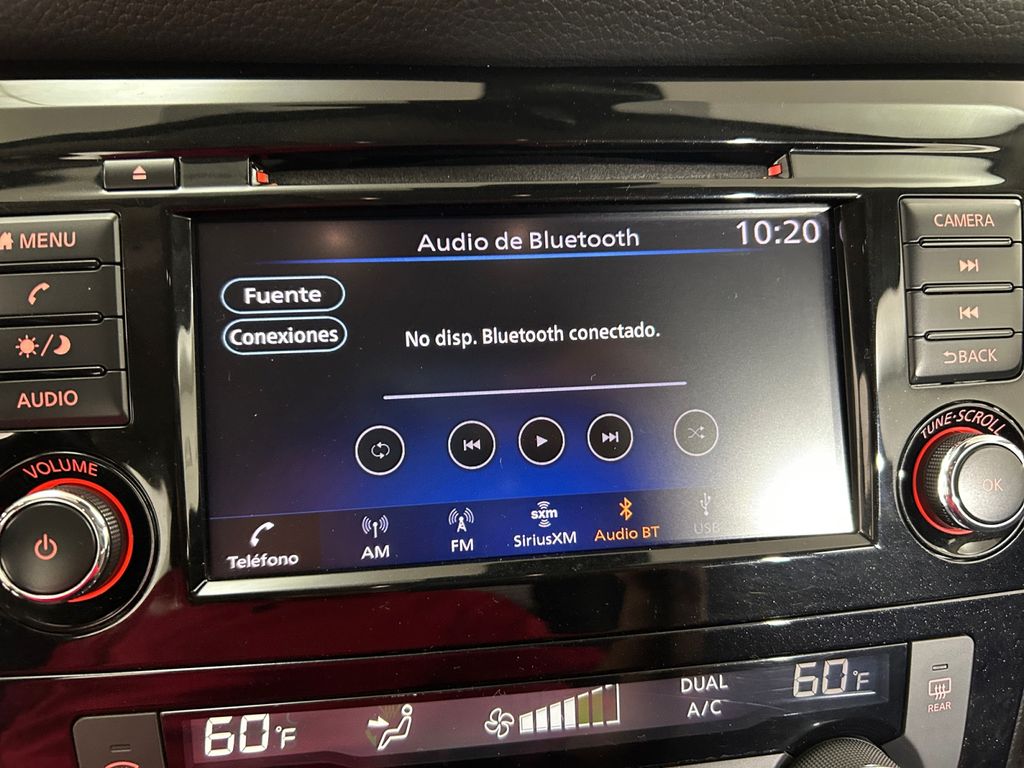 MENU
AUDIO
VOLUME
Audio de Bluetooth
10:20
Fuente
Conexiones
No disp. Bluetooth conectado.
Teléfono
AM
FM
sxm
SiriusXM
Audio BT
USB
CAMERA
BACK
TUNE·SCROLL
OK
60°F
DUAL
A/C
60°F
REAR